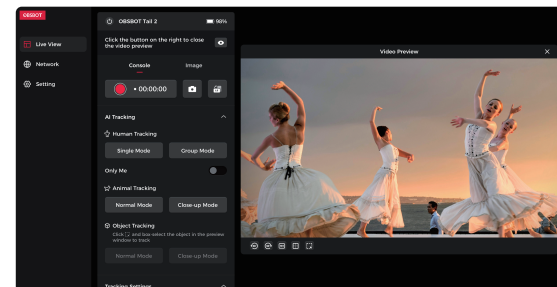 OBSBOT
OBSBOT Tail 2
98%
Live View
Network
Setting
Click the button on the right to close
the video preview
Console
Image
• 00:00:00
AI Tracking
Human Tracking
Single Mode
Group Mode
Only Me
Animal Tracking
Normal Mode
Close-up Mode
Object Tracking
Click and box-select the object in the preview
window to track
Normal Mode
Close-up Mode
Tracking Settings
Video Preview